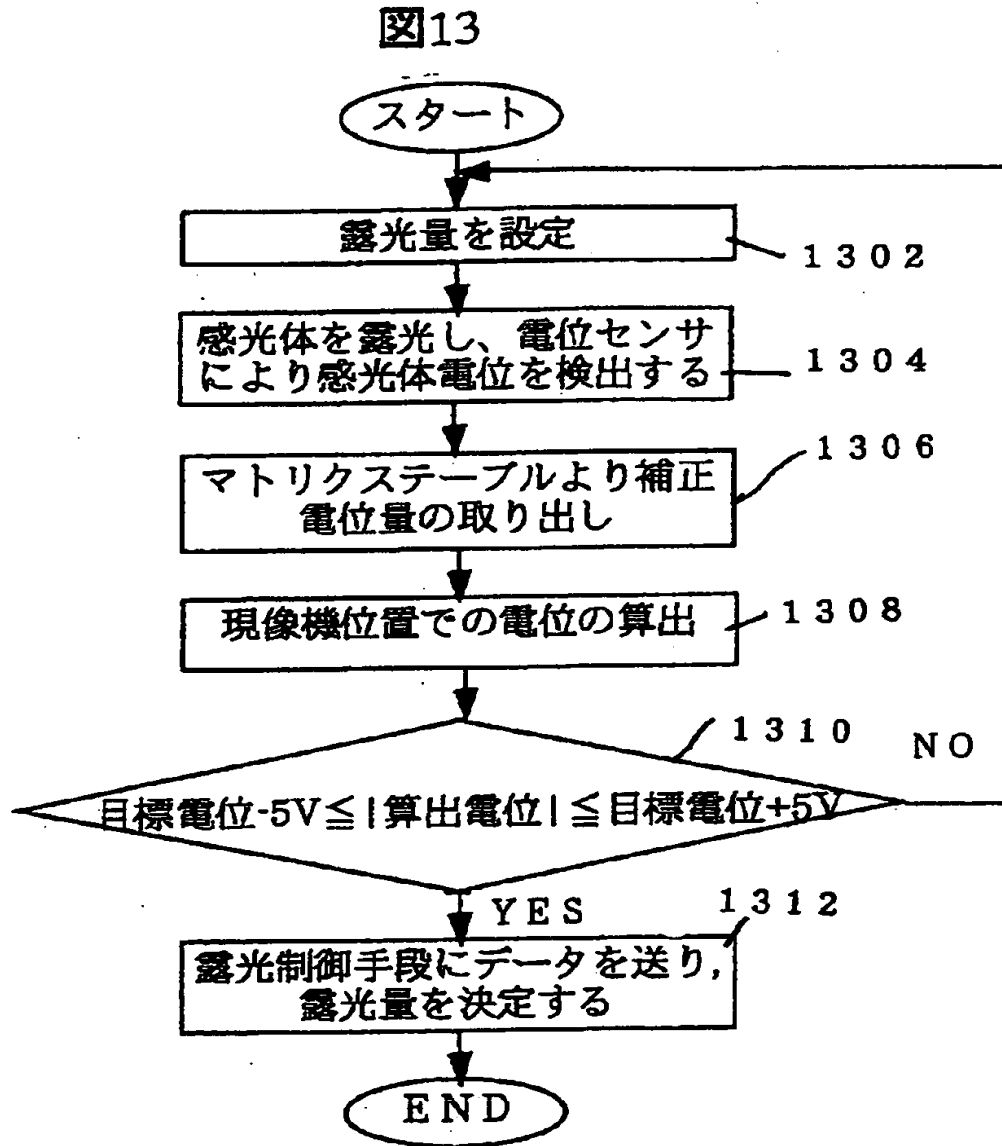 図13
スタート
露光量を設定
1302
感光体を露光し、電位センサ
により感光体電位を検出する
1304
マトリクステーブルより補正
電位量の取り出し
1306
現像機位置での電位の算出
1308
1310
NO
目標電位-5V≦|算出電位|≦目標電位+5V
YES
1312
露光制御手段にデータを送り,
露光量を決定する
END